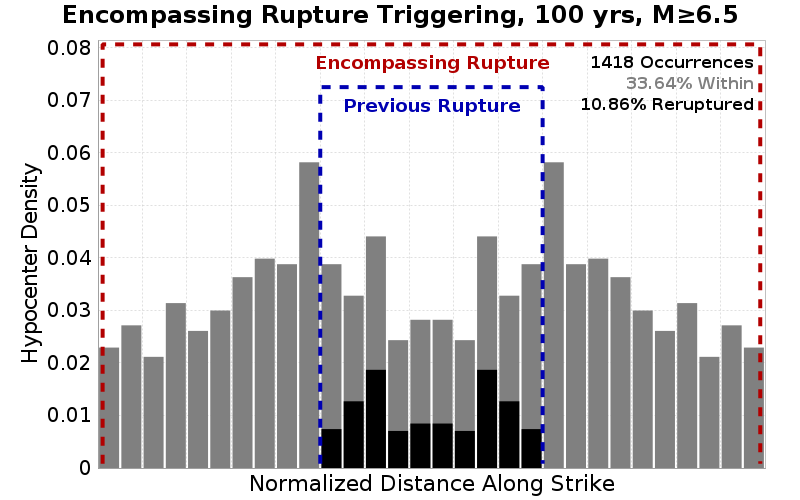 Encompassing Rupture Triggering, 100 yrs, M≥6.5
0.08
0.07
0.06
0.05
0.04
0.03
0.02
0.01
0
Hypocenter Density
Encompassing Rupture
Previous Rupture
1418 Occurrences
33.64% Within
10.86% Reruptured
Normalized Distance Along Strike